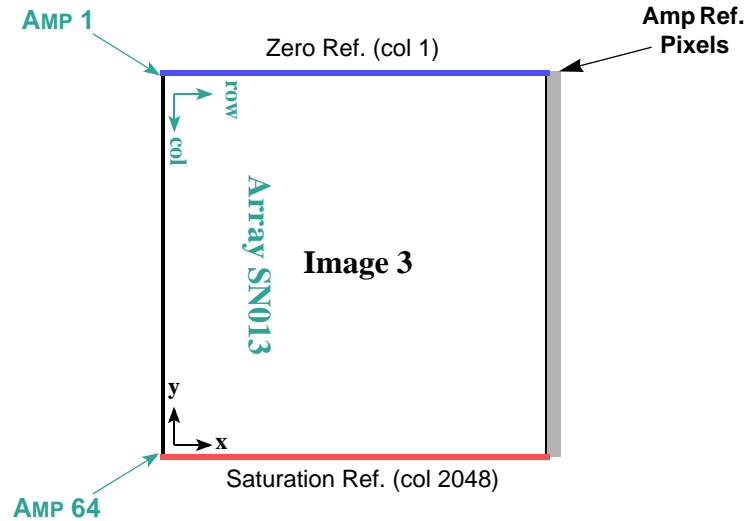 AMP 1
Zero Ref. (col 1)
Amp Ref.
Pixels
row
col
Array SN013
Image 3
y
x
Saturation Ref. (col 2048)
AMP 64